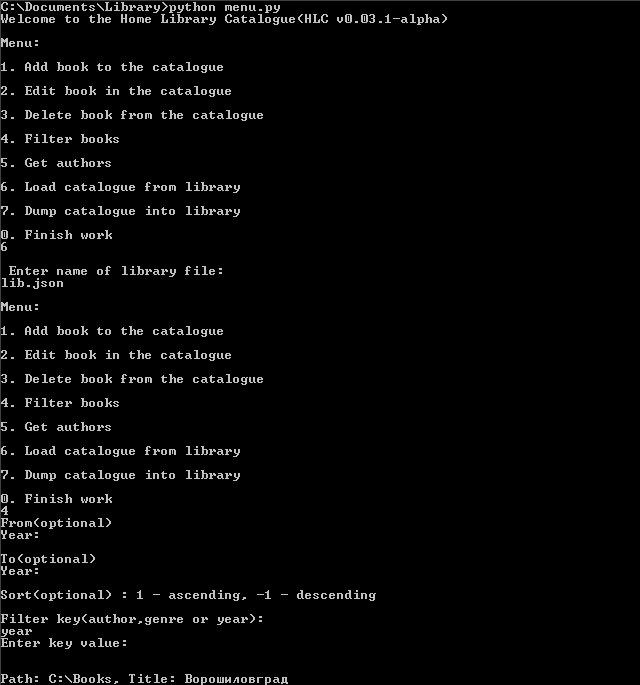 C:\Documents\Library>python menu.py
Welcome to the Home Library Catalogue(HLC v0.03.1-alpha)
Menu:
1. Add book to the catalogue
2. Edit book in the catalogue
3. Delete book from the catalogue
4. Filter books
5. Get authors
6. Load catalogue from library
7. Dump catalogue into library
0. Finish work
6
Enter name of library file:
lib.json
Menu:
1. Add book to the catalogue
2. Edit book in the catalogue
3. Delete book from the catalogue
4. Filter books
5. Get authors
6. Load catalogue from library
7. Dump catalogue into library
0. Finish work
4
From(optional)
Year:
To(optional)
Year:
Sort(optional) : 1 - ascending, -1 - descending
Filter key(author,genre or year):
year
Enter key value:
Path: C:\Books, Title: Ворошиловград